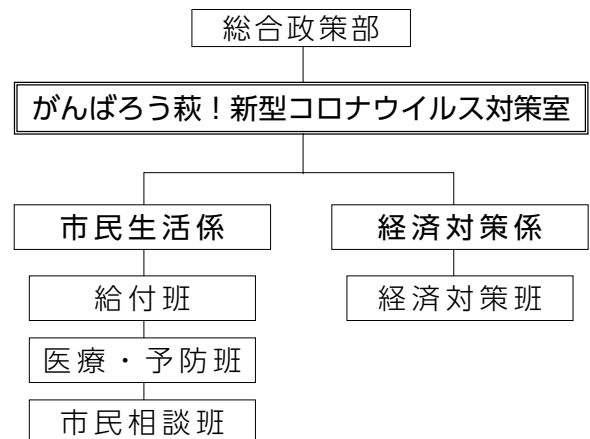 総合政策部
がんばろう萩！新型コロナウイルス対策室
市民生活係
経済対策係
給付班
経済対策班
医療・予防班
市民相談班